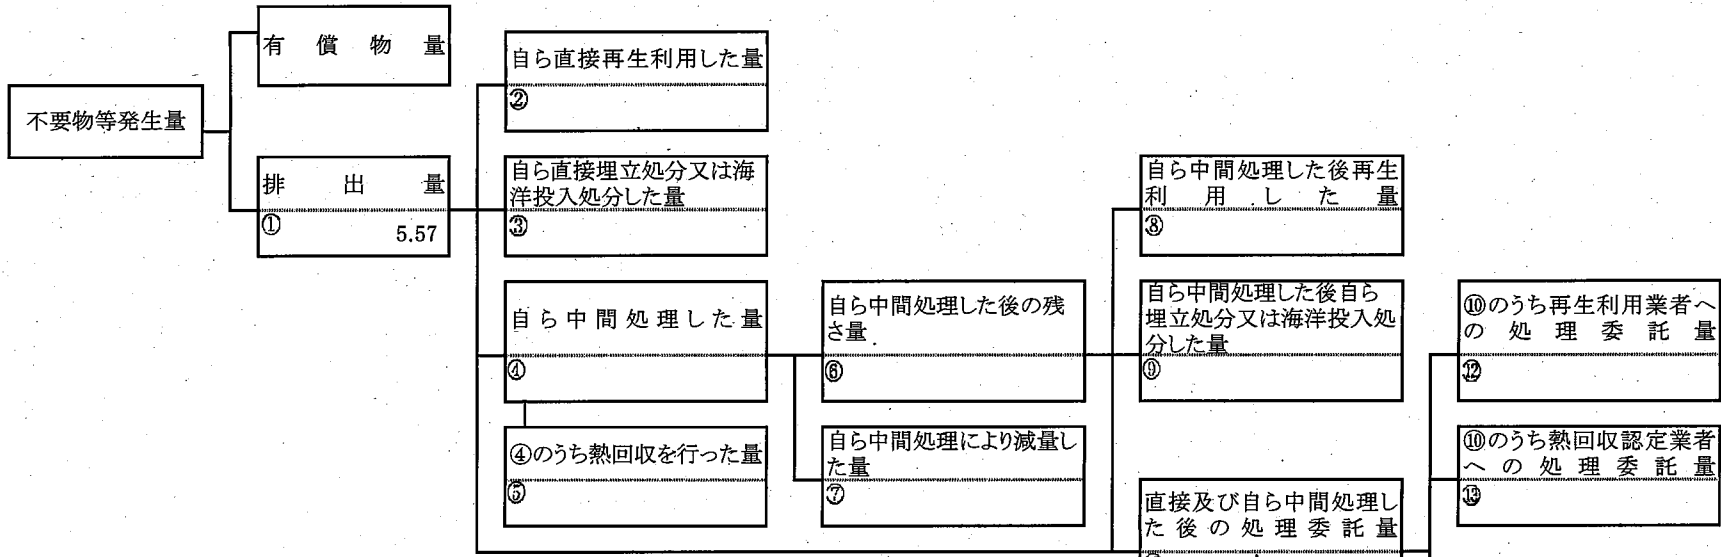 有償物量
不要物等発生量
排出量
①
5.57
自ら直接再生利用した量
②
自ら直接埋立処分又は海
洋投入処分した量
③
自ら中間処理した量
④
④のうち熱回収を行った量
⑤
自ら中間処理した後の残
さ量
⑥
自ら中間処理により減量し
た量
⑦
自ら中間処理した後再生
利用した量
⑧
自ら中間処理した後自ら
埋立処分又は海洋投入処
分した量
⑨
直接及び自ら中間処理し
た後の処理委託量
⑩のうち再生利用業者へ
の処理委託量
⑫
⑩のうち熱回収認定業者
への処理委託量
⑬